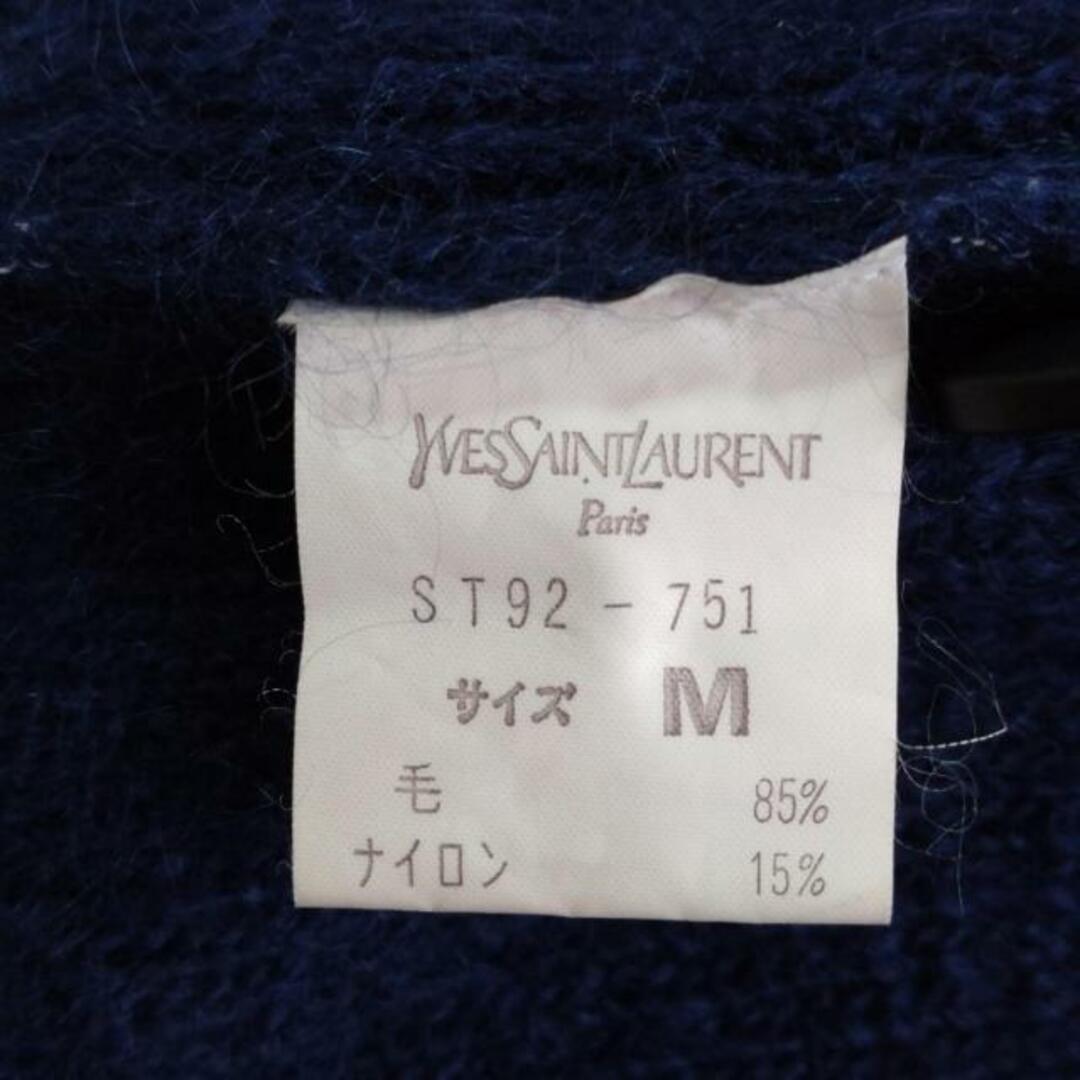 YVESSAINTLAURENT
Paris
ST92-751
サイズ M
毛 85%
ナイロン 15%